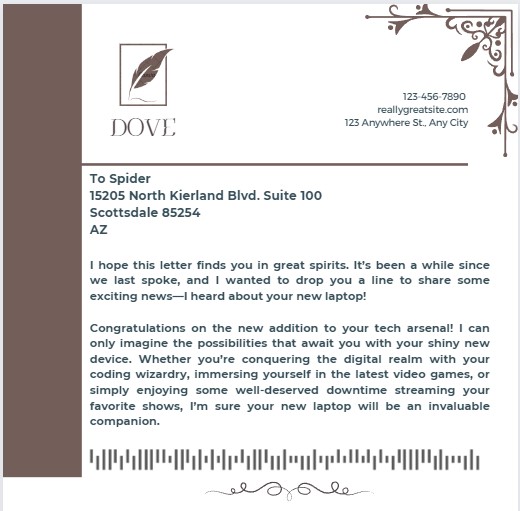 DOVE
123-456-7890
reallygreatsite.com
123 Anywhere St., Any City
To Spider
15205 North Kierland Blvd. Suite 100
Scottsdale 85254
AZ
I hope this letter finds you in great spirits. It’s been a while since
we last spoke, and I wanted to drop you a line to share some
exciting news—I heard about your new laptop!
Congratulations on the new addition to your tech arsenal! I can
only imagine the possibilities that await you with your shiny new
device. Whether you’re conquering the digital realm with your
coding wizardry, immersing yourself in the latest video games, or
simply enjoying some well-deserved downtime streaming your
favorite shows, I’m sure your new laptop will be an invaluable
companion.